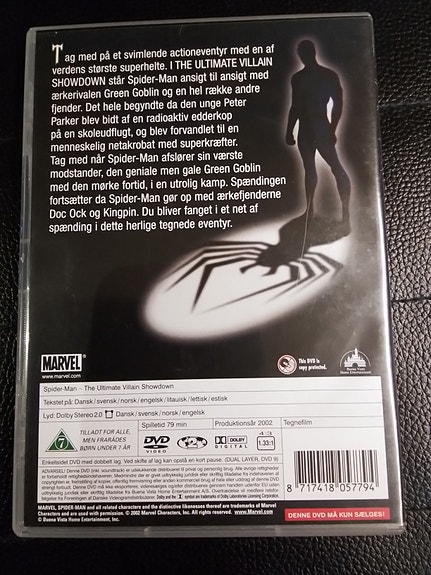 Tag med på et svimlende actioneventyr med en af
verdens største superhelte. I THE ULTIMATE VILLAIN
SHOWDOWN står Spider-Man ansigt til ansigt med
ærkerivalen Green Goblin og en hel række andre
fjender. Det hele begyndte da den unge Peter
Parker blev bidt af en radioaktiv edderkop
på en skoleudflugt, og blev forvandlet til en
menneskelig netakrobat med superkræfter.
Tag med når Spider-Man afslører sin værste
modstander, den geniale men gale Green Goblin
med den mørke fortid, i en utrolig kamp. Spændingen
fortsætter da Spider-Man gør op med ærkefjenderne
Doc Ock og Kingpin. Du bliver fanget i et net af
spænding i dette herlige tegnede eventyr.
MARVEL
www.marvel.com
This DVD is
copy protected.
Buena Vista
Home Entertainment
Spider-Man ~ The Ultimate Villain Showdown
Tekstet på: Dansk / svensk / norsk / engelsk / litauisk / lettisk / estisk
Lyd: Dolby Stereo 2.0 Dansk / svensk / norsk / engelsk
Spilletid 79 min
Produktionsår 2002
Tegnefilm
7
TILLADT FOR ALLE,
MEN FRARÅDES
BØRN UNDER 7 ÅR
DVD
VIDEO
2
DOLBY
DIGITAL
4:3
1.33:1
Enkeltsidet DVD med dobbelt lag. Ved skifte af lag kan opstå en kort pause. (DUAL LAYER, DVD 9)
8 717418 057794
MARVEL, SPIDER-MAN and all related characters and the distinctive likenesses thereof are trademarks of Marvel
Characters and are used with permission. © 2002 Marvel Characters, Inc. All rights reserved. www.Marvel.com
© Buena Vista Home Entertainment, Inc.
DENNE DVD MÅ KUN SÆLGES!